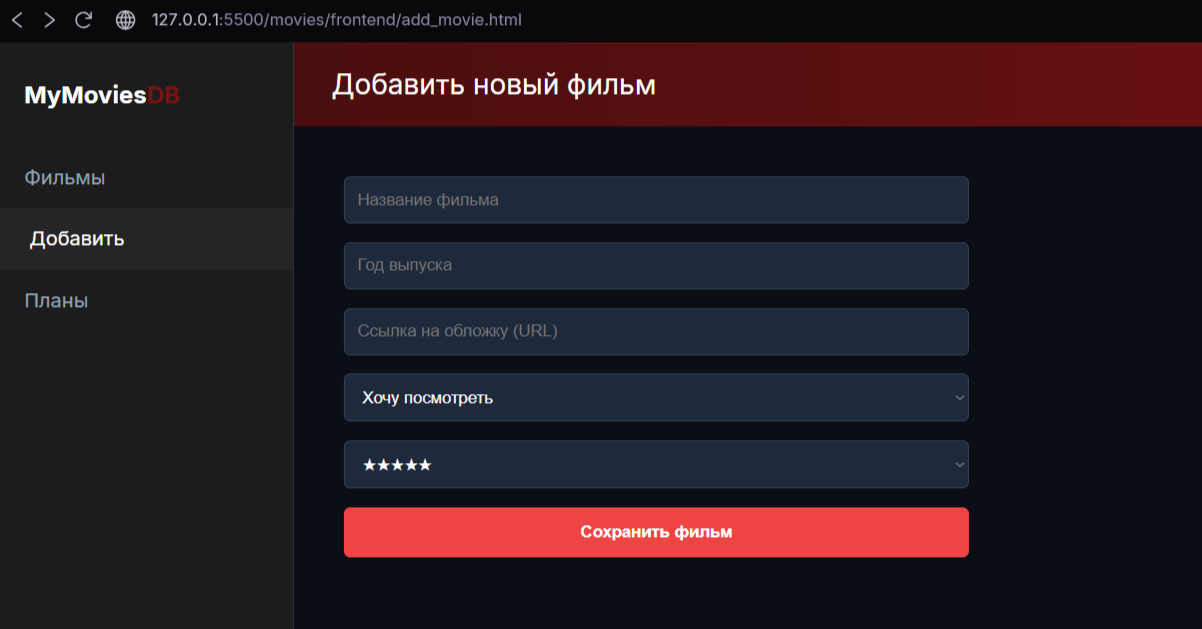 127.0.0.1:5500/movies/frontend/add_movie.html
MyMoviesDB
Фильмы
Добавить
Планы
Добавить новый фильм
Название фильма
Год выпуска
Ссылка на обложку (URL)
Хочу посмотреть
★★★★★
Сохранить фильм